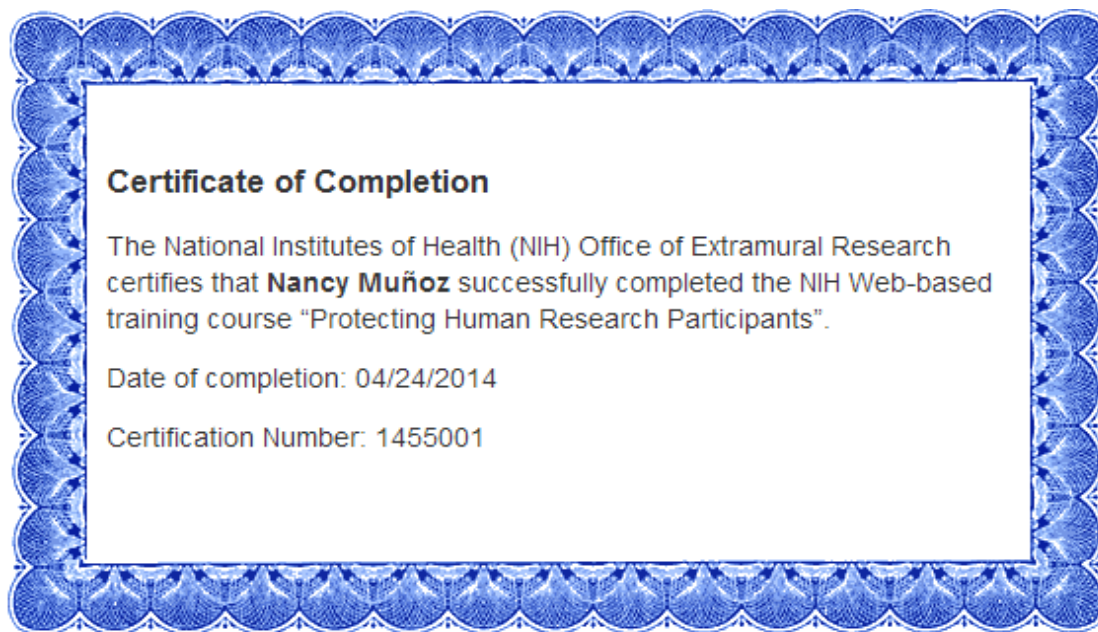 Certificate of Completion
The National Institutes of Health (NIH) Office of Extramural Research
certifies that Nancy Muñoz successfully completed the NIH Web-based
training course “Protecting Human Research Participants”.
Date of completion: 04/24/2014
Certification Number: 1455001